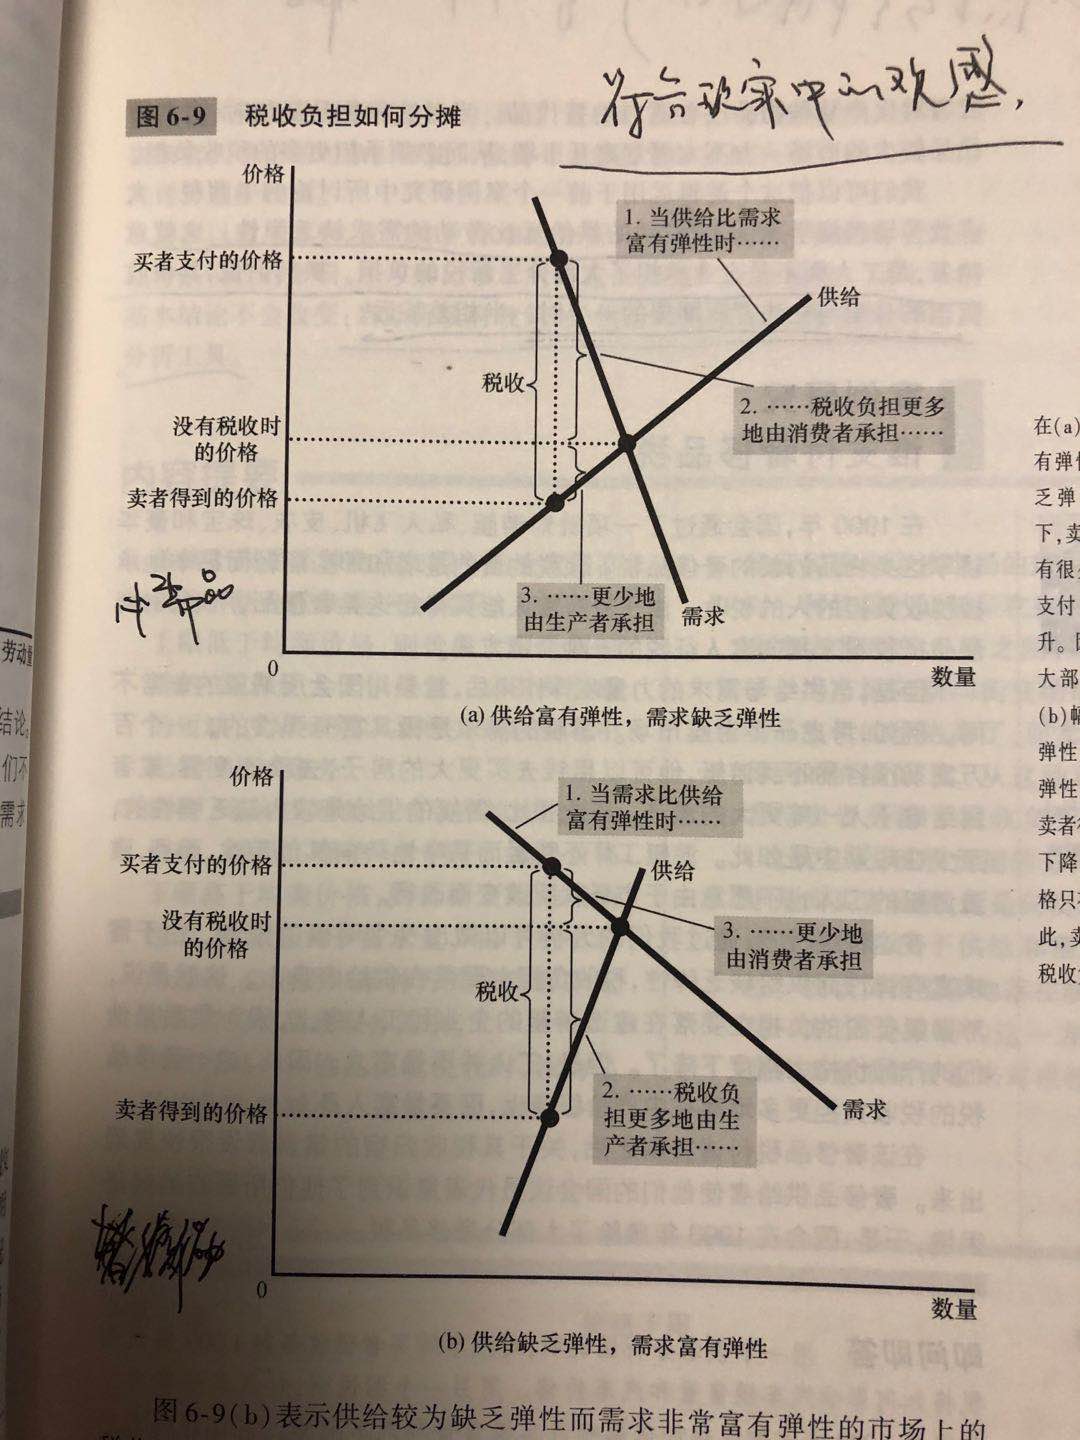 图6-9 税收负担如何分摊
价格
1. 当供给比需求
富有弹性时……
买者支付的价格
供给
税收
2. ……税收负担更多
地由消费者承担……
没有税收时
的价格
卖者得到的价格
3. ……更少地
由生产者承担
需求
0
数量
(a) 供给富有弹性，需求缺乏弹性
价格
1. 当需求比供给
富有弹性时……
买者支付的价格
供给
没有税收时
的价格
3. ……更少地
由消费者承担
税收
2. ……税收负
担更多地由生
产者承担……
卖者得到的价格
需求
0
数量
(b) 供给缺乏弹性，需求富有弹性
图6-9(b)表示供给较为缺乏弹性而需求非常富有弹性的市场上的
劳动
结论。
们不
需求
在(a)
有弹
乏弹
下，卖
有很
支付
升。
大部
(b)
弹性
弹性
卖者
下降
格只
此，卖
税收